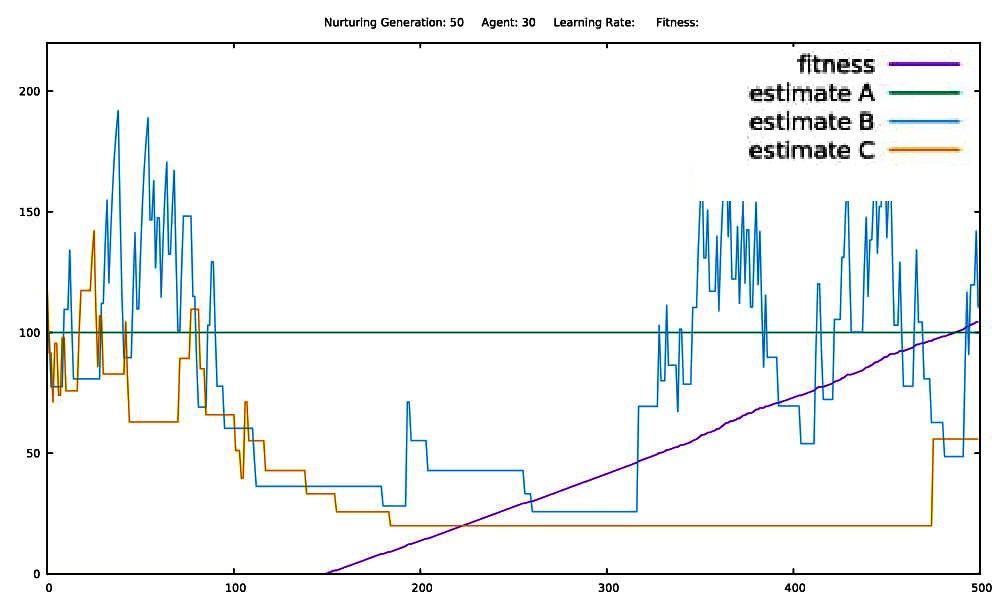 Nurturing Generation: 50 Agent: 30 Learning Rate: Fitness:
fitness
estimate A
estimate B
estimate C
200
150
100
50
0
0 100 200 300 400 500